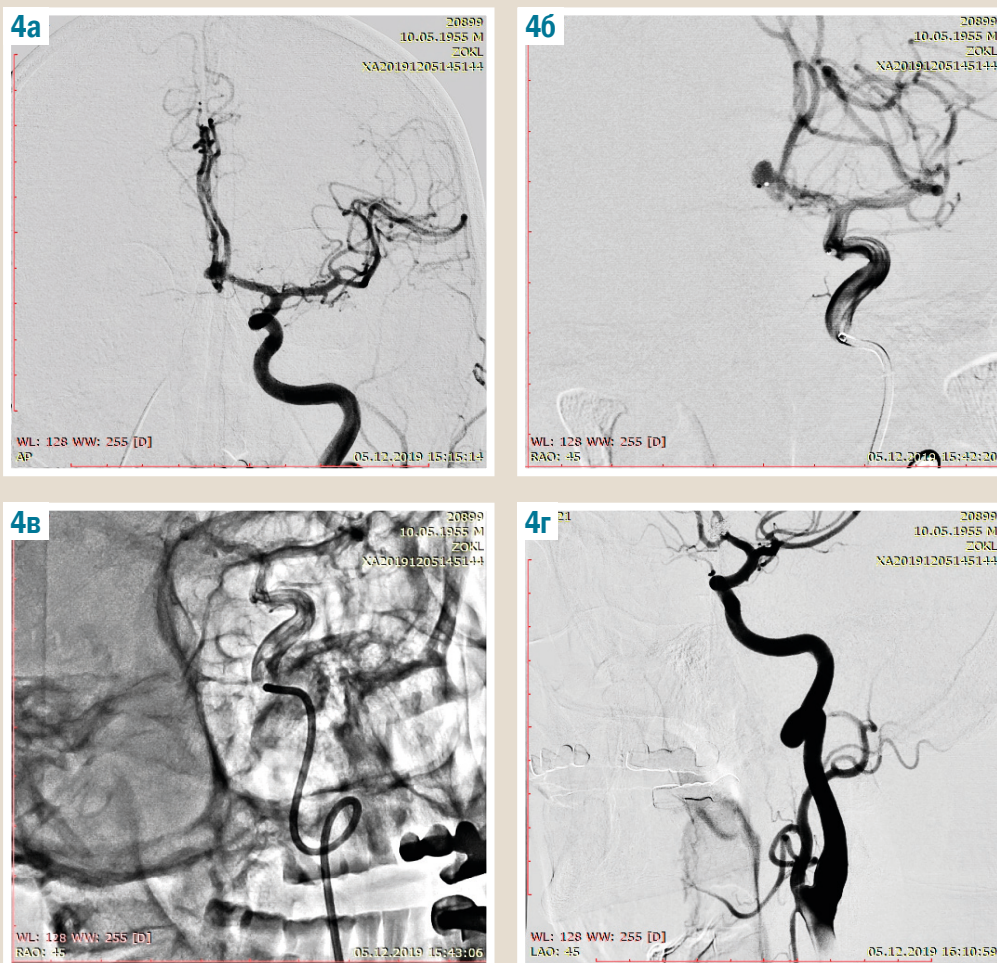 4а
20899
10.05.1955 M
ZOKL
XA20191205145144
WL: 128 WW: 255 [D]
AP
05.12.2019 15:15:14
4б
20899
10.05.1955 M
ZOKL
XA20191205145144
WL: 128 WW: 255 [D]
RAO: 45
05.12.2019 15:42:20
4в
20899
10.05.1955 M
ZOKL
XA20191205145144
WL: 128 WW: 255 [D]
RAO: 45
05.12.2019 15:43:06
4г
21
20899
10.05.1955 M
ZOKL
XA20191205145144
WL: 128 WW: 255 [D]
LAO: 45
05.12.2019 16:10:59